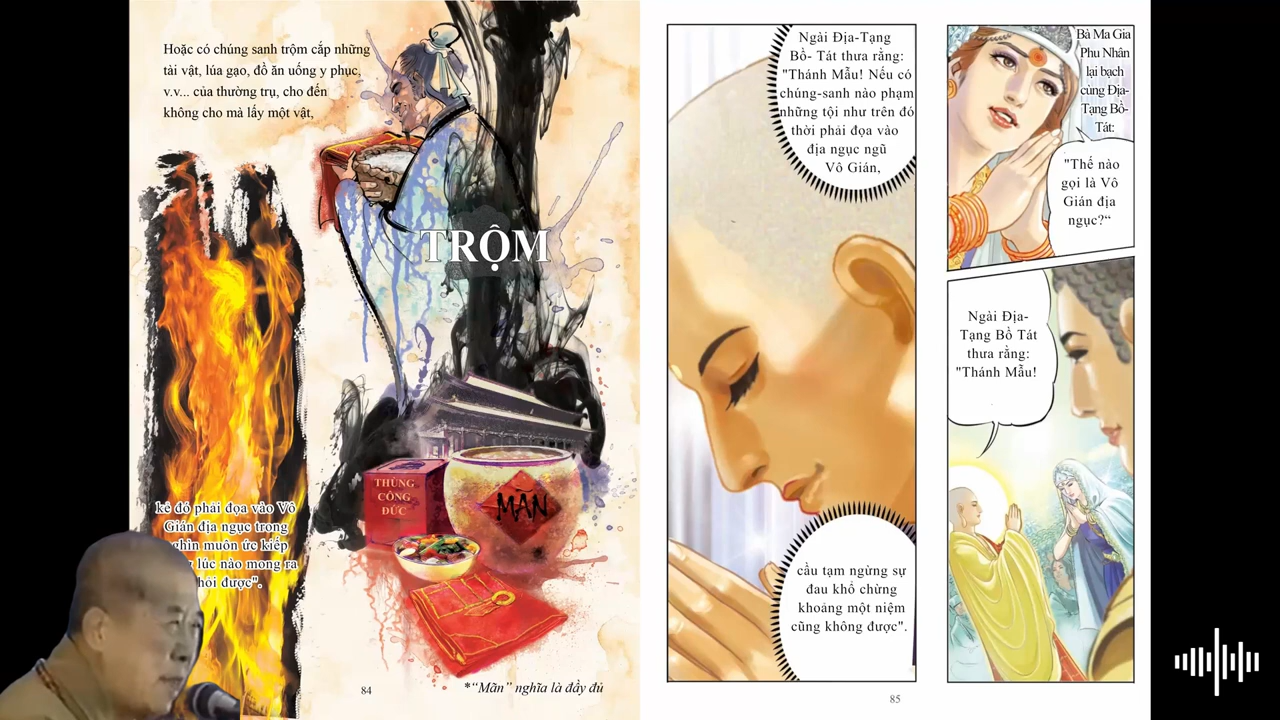 Hoặc có chúng sanh trộm cắp những
tài vật, lúa gạo, đồ ăn uống y phục,
v.v... của thường trụ, cho đến
không cho mà lấy một vật,
TRỘM
THÙNG
CÔNG
ĐỨC
MÃN
kẻ đó phải đọa vào Vô
Gián địa ngục trong
nghìn muôn ức kiếp
lúc nào mong ra
khỏi được".
84
*“Mãn” nghĩa là đầy đủ
Ngài Địa-Tạng
Bồ- Tát thưa rằng:
"Thánh Mẫu! Nếu có
chúng-sanh nào phạm
những tội như trên đó
thời phải đọa vào
địa ngục ngũ
Vô Gián,
cầu tạm ngừng sự
đau khổ chừng
khoảng một niệm
cũng không được".
Bà Ma Gia
Phu Nhân
lại bạch
cùng Địa-
Tạng Bồ-
Tát:
"Thế nào
gọi là Vô
Gián địa
ngục?“
Ngài Địa-
Tạng Bồ Tát
thưa rằng:
"Thánh Mẫu!
85